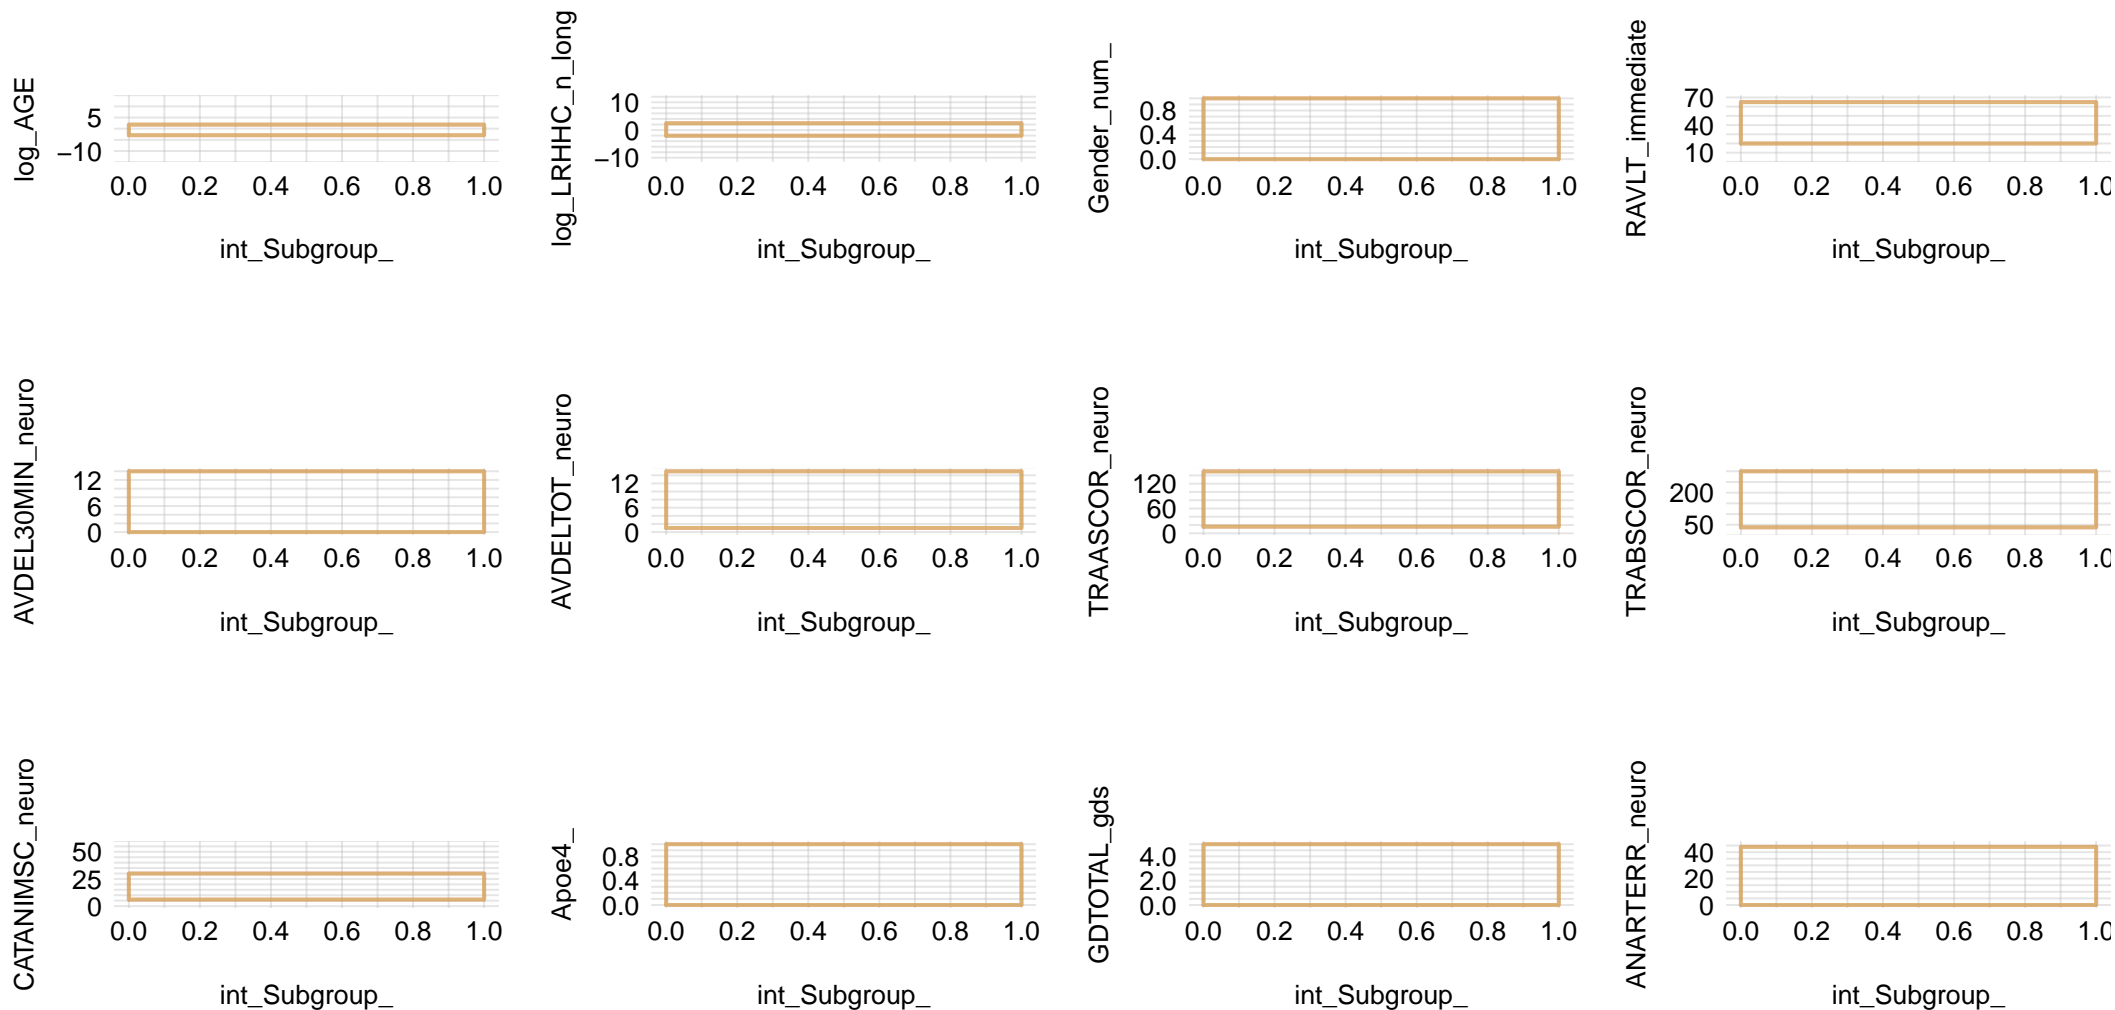 log_AGE
5
−10
0.0 0.2 0.4 0.6 0.8 1.0
int_Subgroup_
log_LRHHC_n_long
10
0
−10
0.0 0.2 0.4 0.6 0.8 1.0
int_Subgroup_
Gender_num_
0.8
0.4
0.0
0.0 0.2 0.4 0.6 0.8 1.0
int_Subgroup_
RAVLT_immediate
70
40
10
0.0 0.2 0.4 0.6 0.8 1.0
int_Subgroup_
AVDEL30MIN_neuro
12
6
0
0.0 0.2 0.4 0.6 0.8 1.0
int_Subgroup_
AVDELTOT_neuro
12
6
0
0.0 0.2 0.4 0.6 0.8 1.0
int_Subgroup_
TRAASCOR_neuro
120
60
0
0.0 0.2 0.4 0.6 0.8 1.0
int_Subgroup_
TRABSCOR_neuro
200
50
0.0 0.2 0.4 0.6 0.8 1.0
int_Subgroup_
CATANIMSC_neuro
50
25
0
0.0 0.2 0.4 0.6 0.8 1.0
int_Subgroup_
Apoe4_
0.8
0.4
0.0
0.0 0.2 0.4 0.6 0.8 1.0
int_Subgroup_
GDTOTAL_gds
4.0
2.0
0.0
0.0 0.2 0.4 0.6 0.8 1.0
int_Subgroup_
ANARTERR_neuro
40
20
0
0.0 0.2 0.4 0.6 0.8 1.0
int_Subgroup_